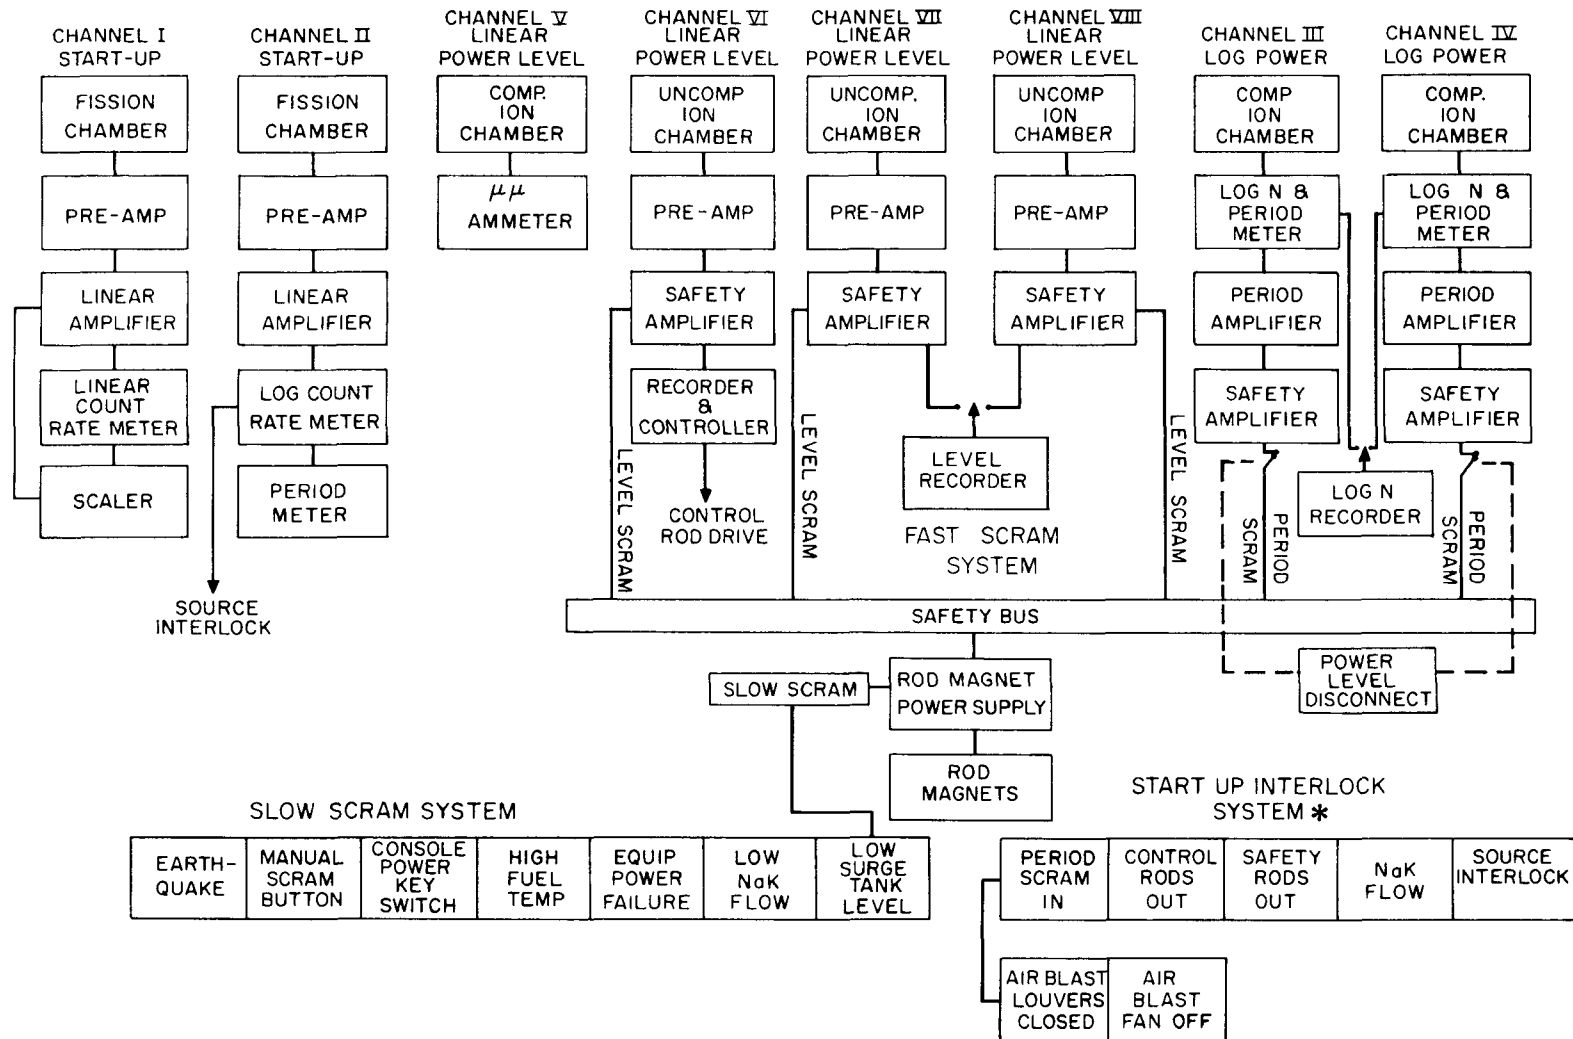 CHANNEL I
START-UP
FISSION
CHAMBER
PRE-AMP
LINEAR
AMPLIFIER
LINEAR
COUNT
RATE METER
SCALER
CHANNEL II
START-UP
FISSION
CHAMBER
PRE-AMP
LINEAR
AMPLIFIER
LOG COUNT
RATE METER
PERIOD
METER
SOURCE
INTERLOCK
CHANNEL V
LINEAR
POWER LEVEL
COMP.
ION
CHAMBER
μμ
AMMETER
CHANNEL VI
LINEAR
POWER LEVEL
UNCOMP
ION
CHAMBER
PRE-AMP
SAFETY
AMPLIFIER
RECORDER
&
CONTROLLER
CONTROL
ROD DRIVE
LEVEL SCRAM
CHANNEL VII
LINEAR
POWER LEVEL
UNCOMP.
ION
CHAMBER
PRE-AMP
SAFETY
AMPLIFIER
LEVEL SCRAM
CHANNEL VIII
LINEAR
POWER LEVEL
UNCOMP
ION
CHAMBER
PRE-AMP
SAFETY
AMPLIFIER
LEVEL SCRAM
LEVEL
RECORDER
FAST SCRAM
SYSTEM
CHANNEL III
LOG POWER
COMP
ION
CHAMBER
LOG N &
PERIOD
METER
PERIOD
AMPLIFIER
SAFETY
AMPLIFIER
PERIOD
SCRAM
CHANNEL IV
LOG POWER
COMP.
ION
CHAMBER
LOG N &
PERIOD
METER
PERIOD
AMPLIFIER
SAFETY
AMPLIFIER
PERIOD
SCRAM
LOG N
RECORDER
SAFETY BUS
POWER
LEVEL
DISCONNECT
SLOW SCRAM
ROD MAGNET
POWER SUPPLY
ROD
MAGNETS
SLOW SCRAM SYSTEM
EARTH-
QUAKE
MANUAL
SCRAM
BUTTON
CONSOLE
POWER
KEY
SWITCH
HIGH
FUEL
TEMP
EQUIP
POWER
FAILURE
LOW
NaK
FLOW
LOW
SURGE
TANK
LEVEL
START UP INTERLOCK
SYSTEM *
PERIOD
SCRAM
IN
CONTROL
RODS
OUT
SAFETY
RODS
OUT
NaK
FLOW
SOURCE
INTERLOCK
AIR BLAST
LOUVERS
CLOSED
AIR
BLAST
FAN OFF